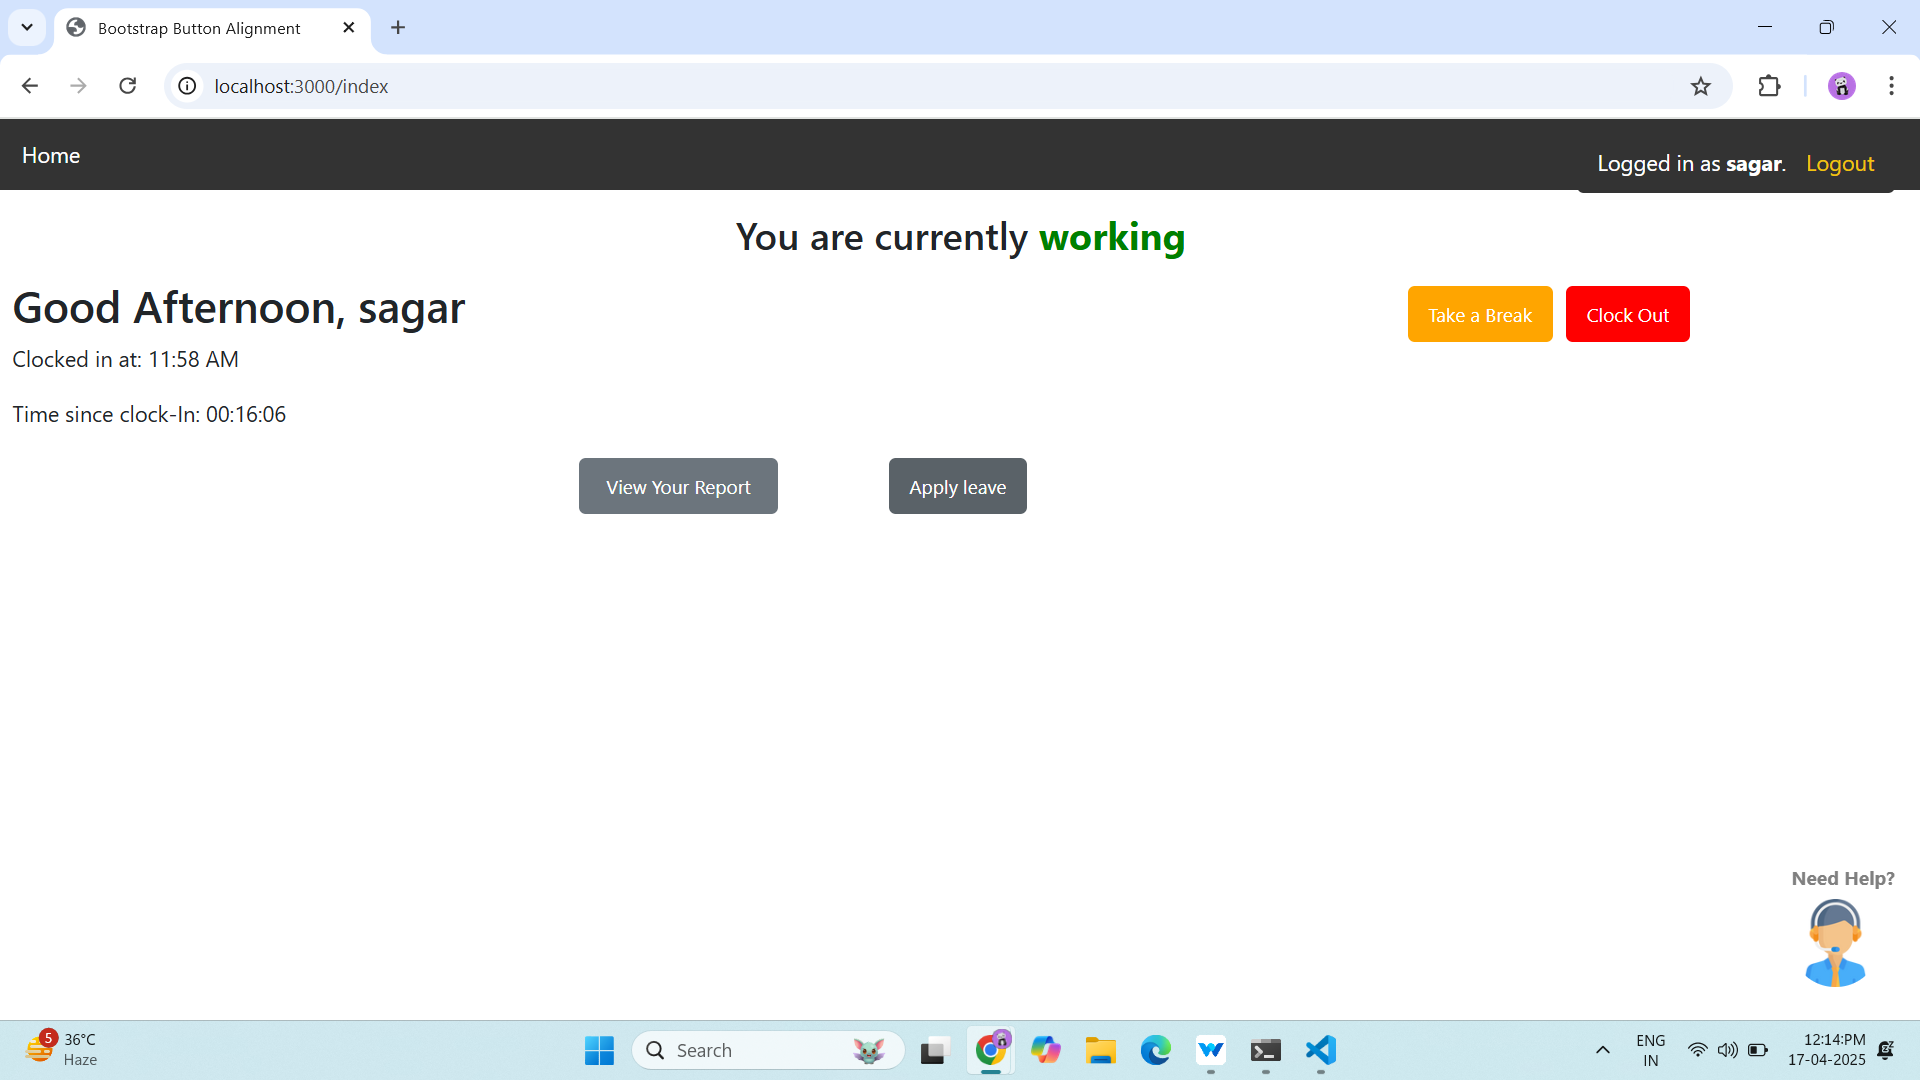 Bootstrap Button Alignment
localhost:3000/index
Home
Logged in as sagar. Logout
You are currently working
Good Afternoon, sagar
Take a Break
Clock Out
Clocked in at: 11:58 AM
Time since clock-In: 00:16:06
View Your Report
Apply leave
Need Help?
5
36°C
Haze
Search
ENG
IN
12:14:PM
17-04-2025